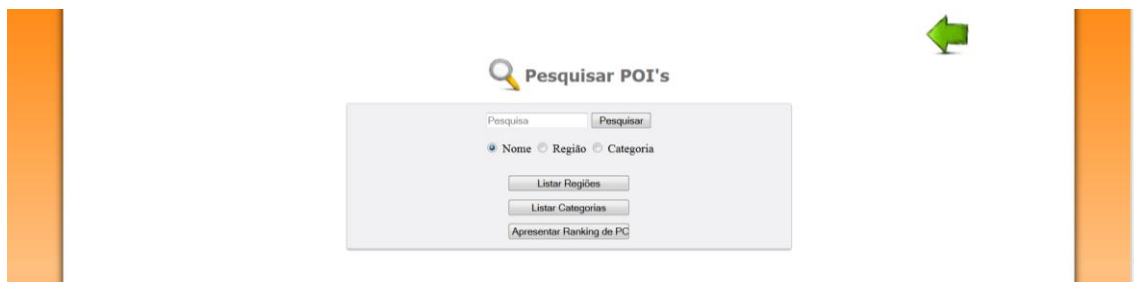 Pesquisar POI's
Pesquisa Pesquisar
Nome Região Categoria
Listar Regiões
Listar Categorias
Apresentar Ranking de PC